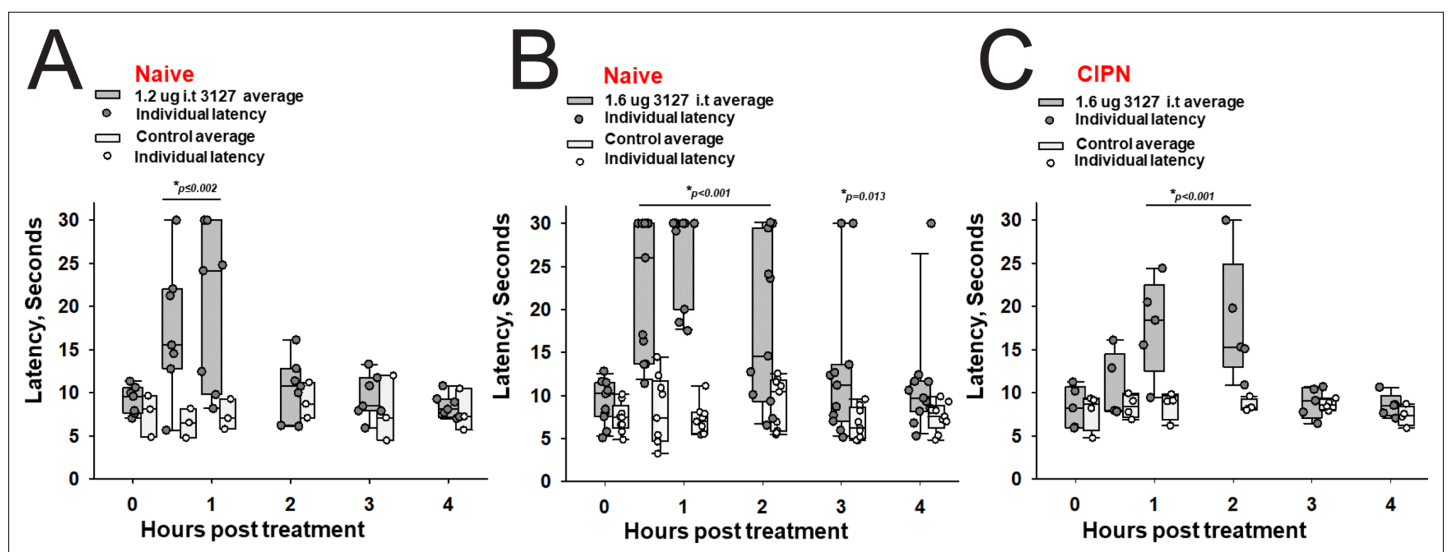 A
Naive
1.2 ug i.t 3127 average
Individual latency
Control average
Individual latency
*p≤0.002
Latency, Seconds
30
25
20
15
10
5
0
0 1 2 3 4
Hours post treatment
B
Naive
1.6 ug 3127 i.t average
Individual latency
Control average
Individual latency
*p<0.001
*p=0.013
Latency, Seconds
30
25
20
15
10
5
0
0 1 2 3 4
Hours post treatment
C
CIPN
1.6 ug 3127 i.t average
Individual latency
Control average
Individual latency
*p<0.001
Latency, Seconds
30
25
20
15
10
5
0
0 1 2 3 4
Hours post treatment